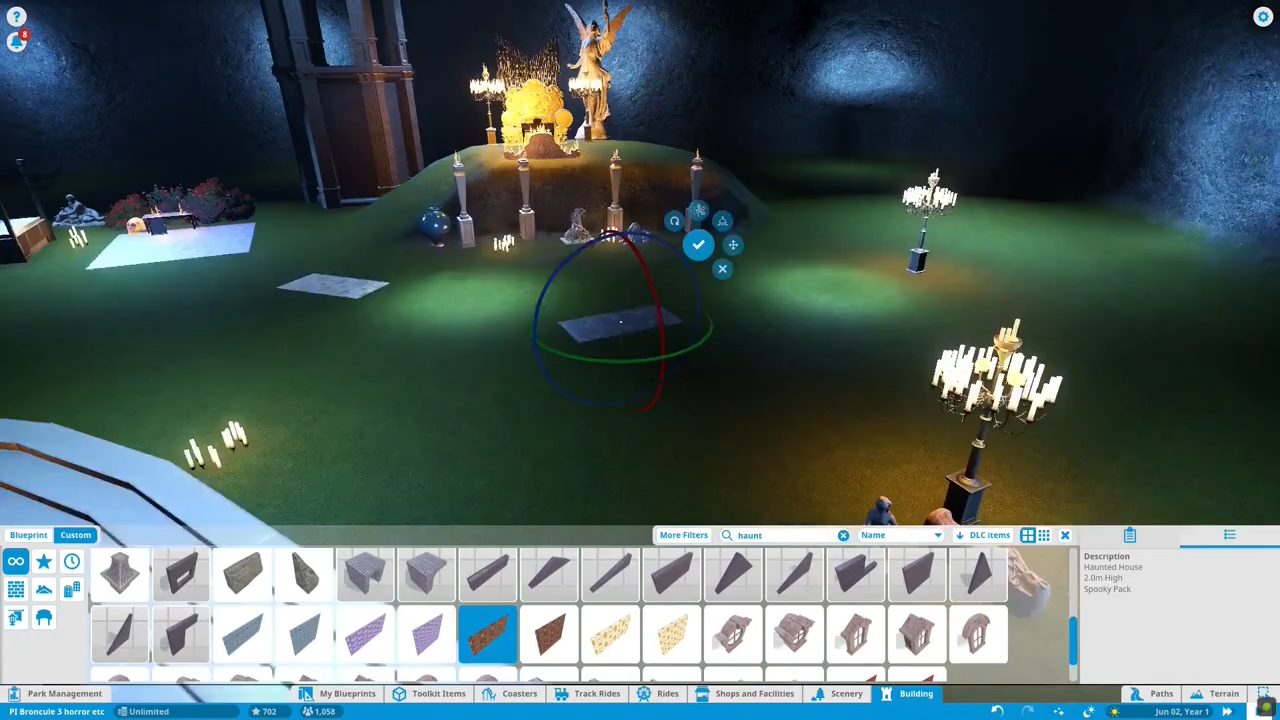 ?
8
Blueprint
Custom
More Filters
haunt
Name
DLC items
Description
Haunted House
2.0m High
Spooky Pack
Park Management
My Blueprints
Toolkit Items
Coasters
Track Rides
Rides
Shops and Facilities
Scenery
Building
Paths
Terrain
PI Broncule 3 horror etc
Unlimited
702
1,058
Jun 02, Year 1